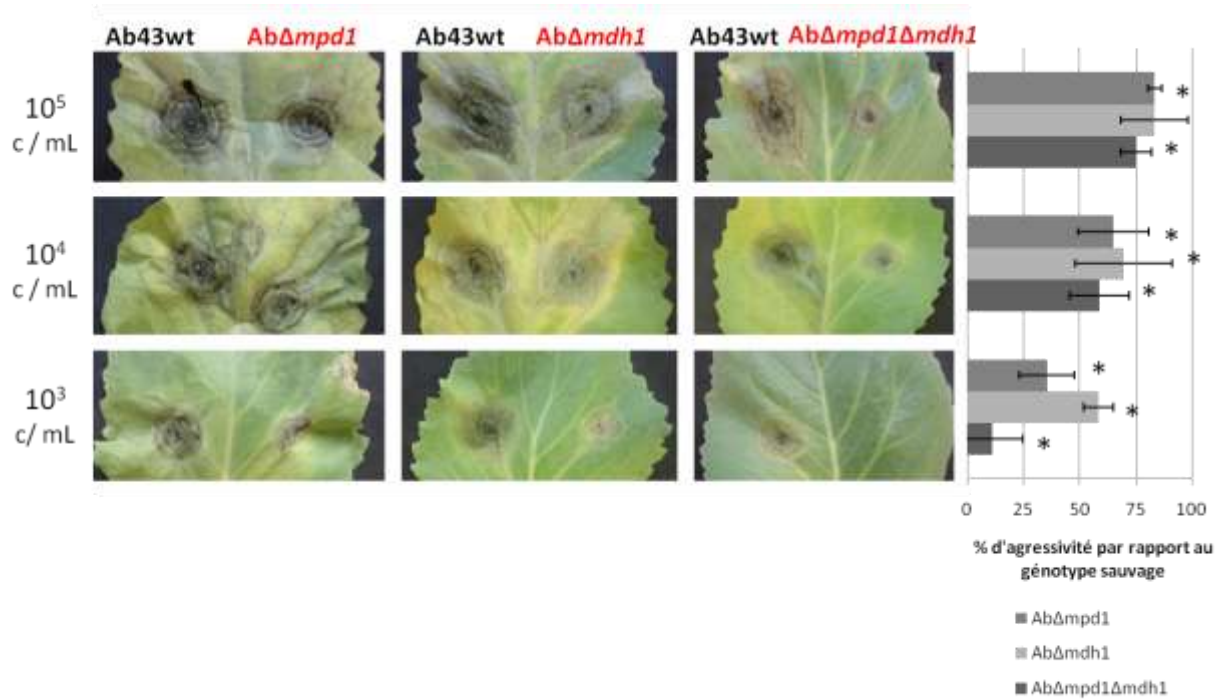 Ab43wt AbΔmpd1 Ab43wt AbΔmdh1 Ab43wt AbΔmpd1Δmdh1
10⁵
c / mL
*
*
10⁴
c / mL
*
*
*
10³
c/ mL
*
*
*
0 25 50 75 100
% d'agressivité par rapport au
génotype sauvage
AbΔmpd1
AbΔmdh1
AbΔmpd1Δmdh1